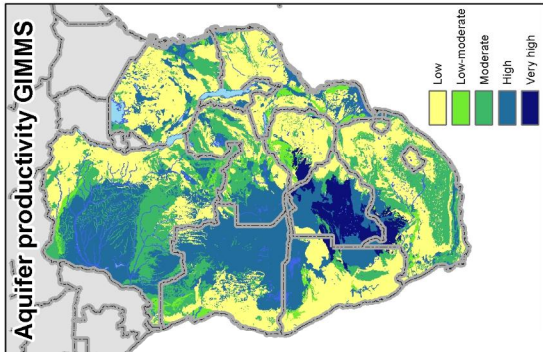 Aquifer productivity GIMMS
Low
Low-moderate
Moderate
High
Very high